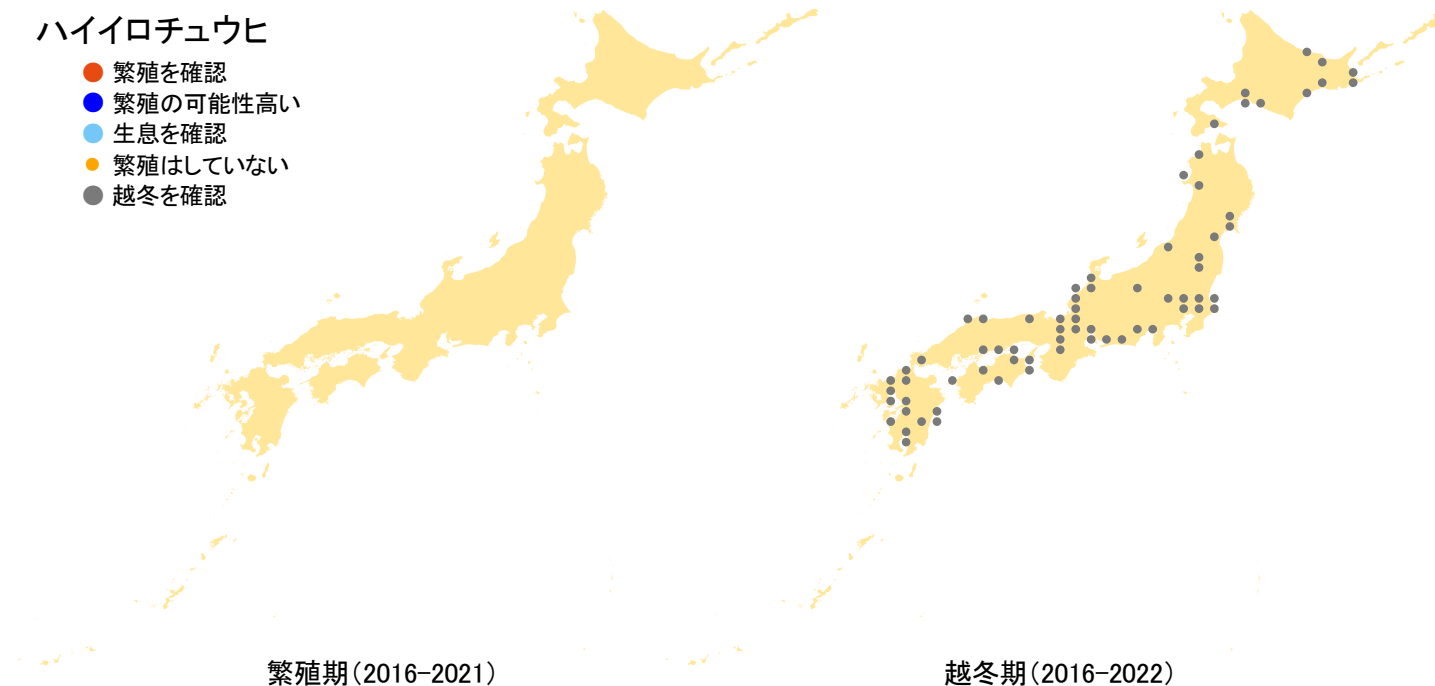 ハイイロチュウヒ
繁殖を確認
繁殖の可能性高い
生息を確認
繁殖はしていない
越冬を確認
繁殖期(2016-2021)
越冬期(2016-2022)